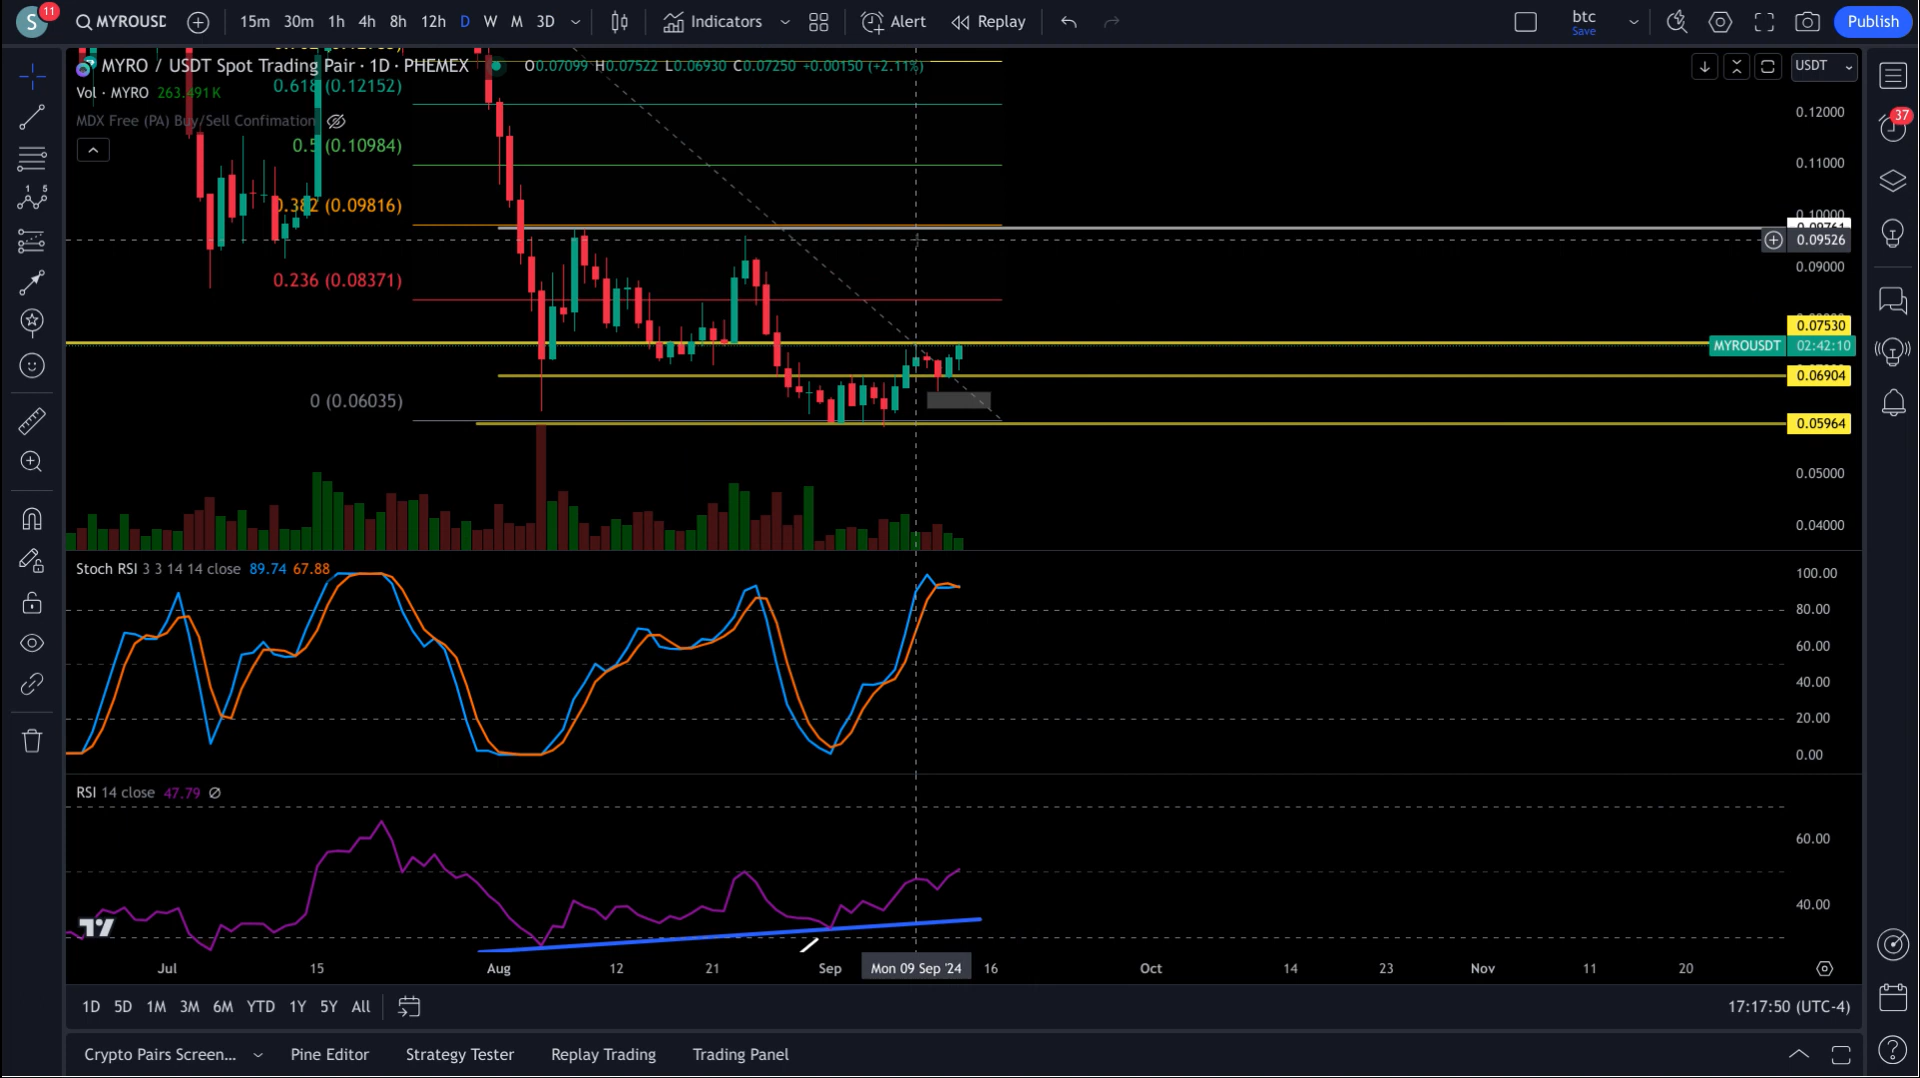 S 11 MYROUSD 15m 30m 1h 4h 8h 12h D W M 3D Indicators Alert Replay btc Save Publish
MYRO / USDT Spot Trading Pair · 1D · PHEMEX O0.07099 H0.07522 L0.06930 C0.07250 +0.00150 (+2.11%) USDT
Vol · MYRO 263.491K
0.618 (0.12152)
MDX Free (PA) Buy/Sell Confimation
0.5 (0.10984)
0.382 (0.09816)
0.236 (0.08371)
0 (0.06035)
0.12000
0.11000
0.10000
0.09526
0.09000
0.07530
MYROUSDT 02:42:10
0.06904
0.05964
0.05000
0.04000
37
Stoch RSI 3 3 14 14 close 89.74 67.88
100.00
80.00
60.00
40.00
20.00
0.00
RSI 14 close 47.79
60.00
40.00
Jul 15 Aug 12 21 Sep Mon 09 Sep '24 16 Oct 14 23 Nov 11 20
1D 5D 1M 3M 6M YTD 1Y 5Y All 17:17:50 (UTC-4)
Crypto Pairs Screen... Pine Editor Strategy Tester Replay Trading Trading Panel